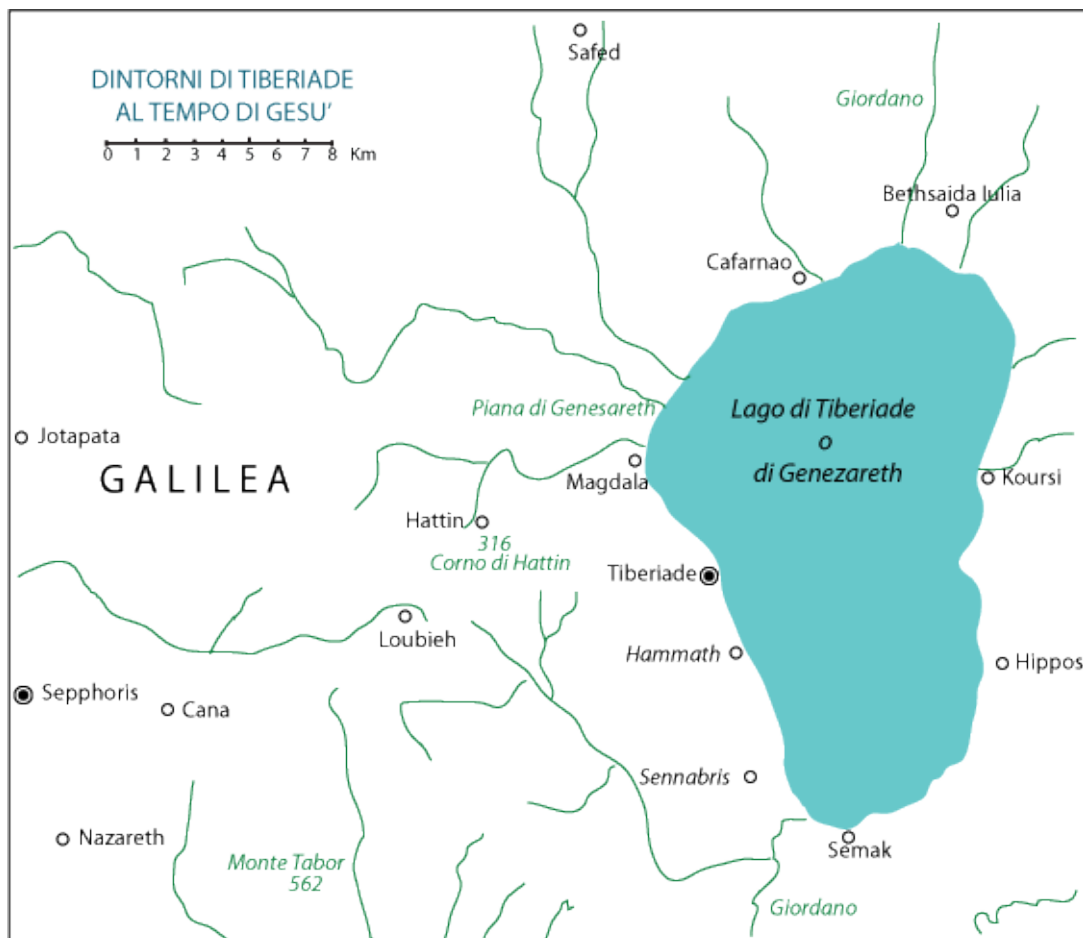 Safed
DINTORNI DI TIBERIADE
AL TEMPO DI GESU'
0 1 2 3 4 5 6 7 8 Km
Giordano
Bethsaida Iulia
Cafarnao
Piana di Genesareth
Lago di Tiberiade
o
di Genezareth
Jotapata
GALILEA
Magdala
Koursi
Hattin
316
Corno di Hattin
Tiberiade
Loubieh
Hammath
Hippos
Sepphoris
Cana
Sennabris
Nazareth
Semak
Monte Tabor
562
Giordano